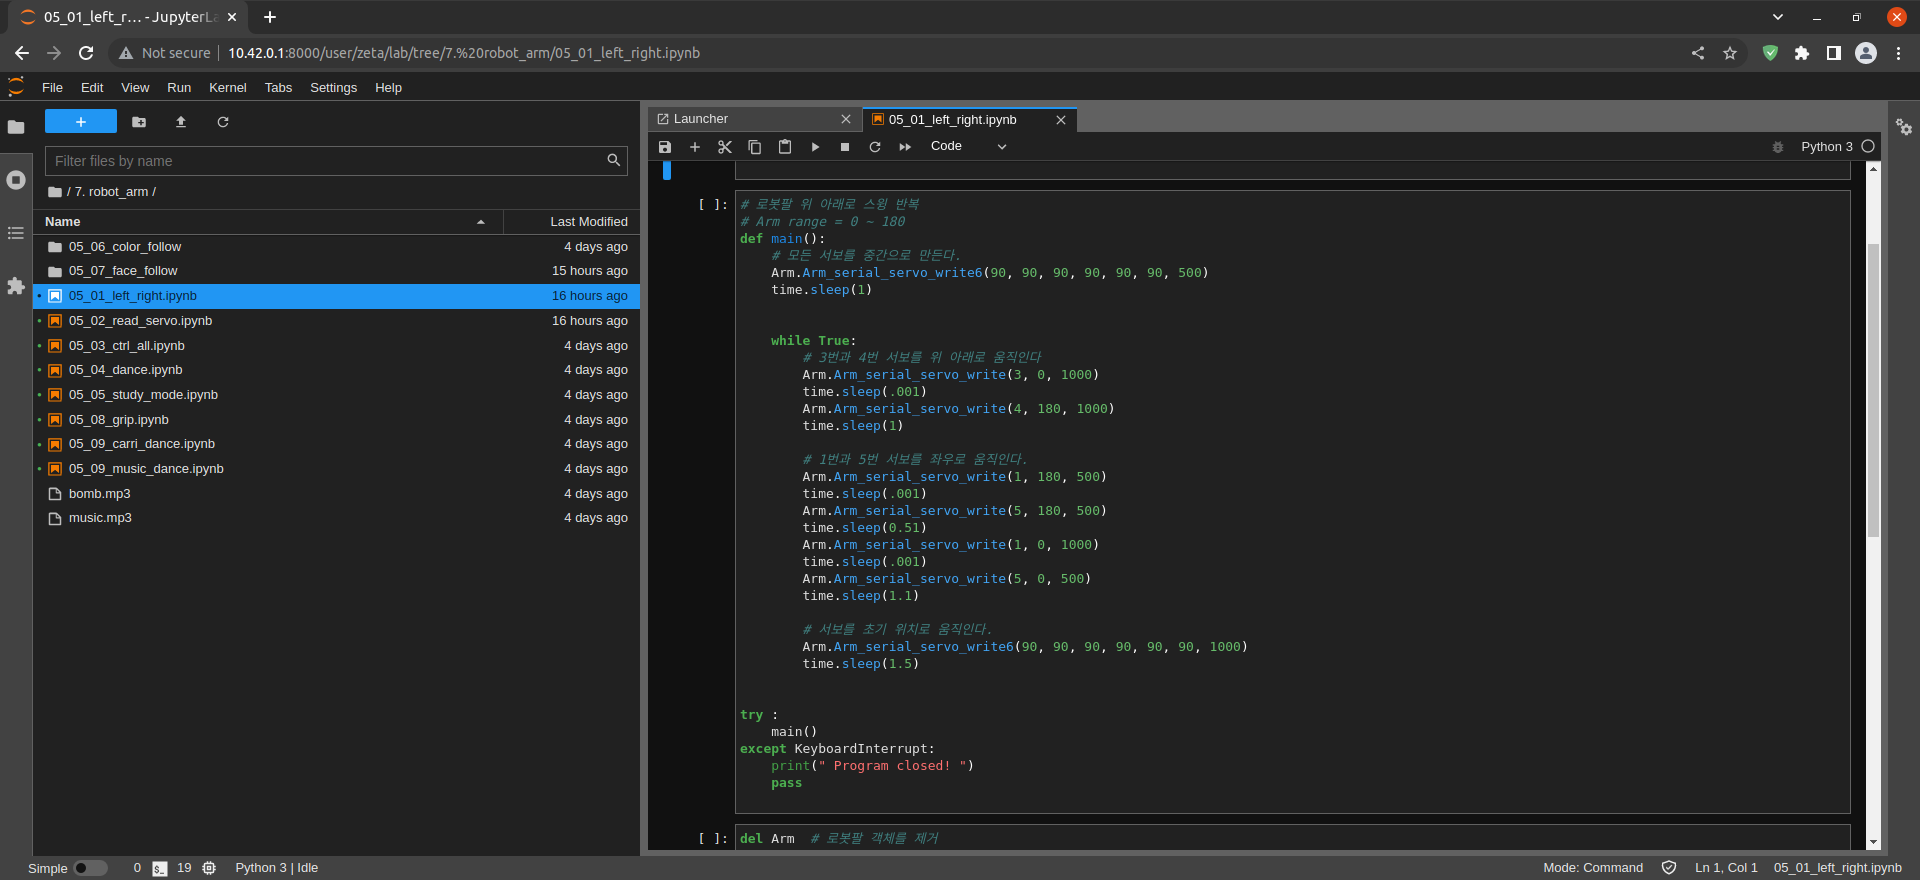 05_01_left_r… - JupyterLa
Not secure 10.42.0.1:8000/user/zeta/lab/tree/7.%20robot_arm/05_01_left_right.ipynb
File Edit View Run Kernel Tabs Settings Help
Launcher
05_01_left_right.ipynb
Code
Python 3
Filter files by name
/ 7. robot_arm /
Name Last Modified
05_06_color_follow 4 days ago
05_07_face_follow 15 hours ago
05_01_left_right.ipynb 16 hours ago
05_02_read_servo.ipynb 16 hours ago
05_03_ctrl_all.ipynb 4 days ago
05_04_dance.ipynb 4 days ago
05_05_study_mode.ipynb 4 days ago
05_08_grip.ipynb 4 days ago
05_09_carri_dance.ipynb 4 days ago
05_09_music_dance.ipynb 4 days ago
bomb.mp3 4 days ago
music.mp3 4 days ago
[ ]: # 로봇팔 위 아래로 스윙 반복
# Arm range = 0 ~ 180
def main():
# 모든 서보를 중간으로 만든다.
Arm.Arm_serial_servo_write6(90, 90, 90, 90, 90, 90, 500)
time.sleep(1)
while True:
# 3번과 4번 서보를 위 아래로 움직인다
Arm.Arm_serial_servo_write(3, 0, 1000)
time.sleep(.001)
Arm.Arm_serial_servo_write(4, 180, 1000)
time.sleep(1)
# 1번과 5번 서보를 좌우로 움직인다.
Arm.Arm_serial_servo_write(1, 180, 500)
time.sleep(.001)
Arm.Arm_serial_servo_write(5, 180, 500)
time.sleep(0.51)
Arm.Arm_serial_servo_write(1, 0, 1000)
time.sleep(.001)
Arm.Arm_serial_servo_write(5, 0, 500)
time.sleep(1.1)
# 서보를 초기 위치로 움직인다.
Arm.Arm_serial_servo_write6(90, 90, 90, 90, 90, 90, 1000)
time.sleep(1.5)
try :
main()
except KeyboardInterrupt:
print(" Program closed! ")
pass
[ ]: del Arm # 로봇팔 객체를 제거
Simple 0 $_ 19 Python 3 | Idle Mode: Command Ln 1, Col 1 05_01_left_right.ipynb